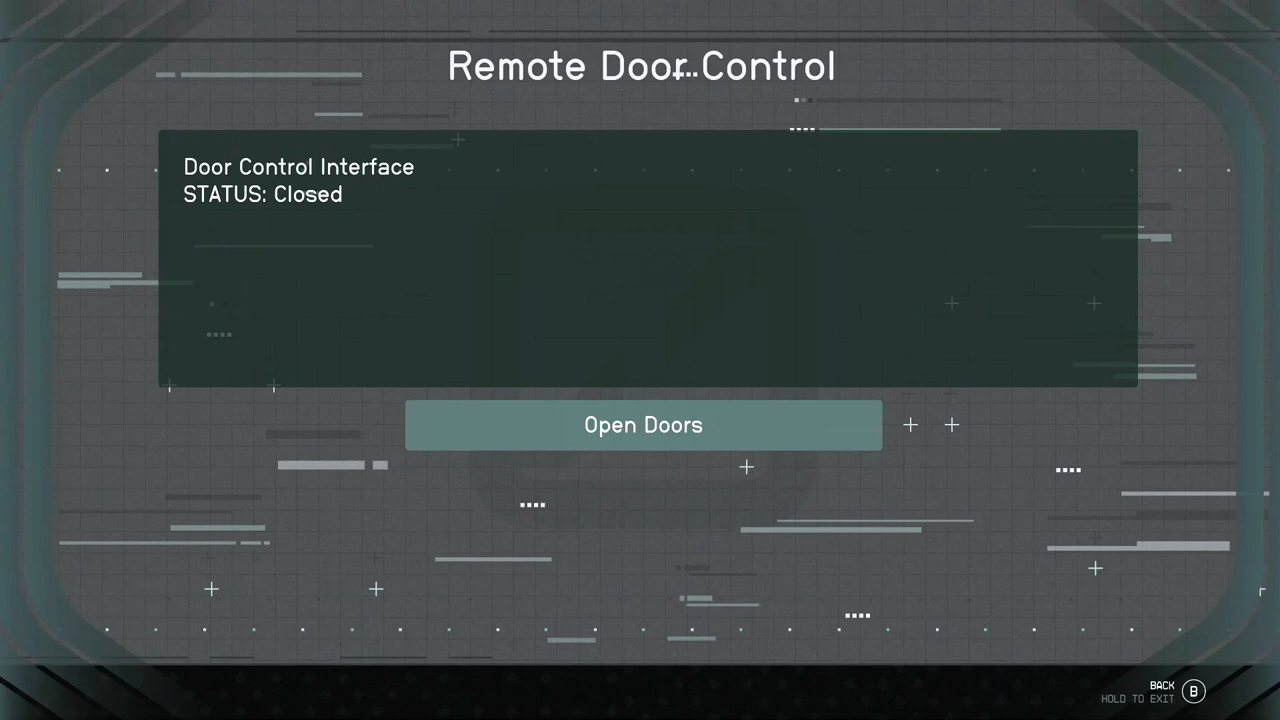 Remote Door Control
Door Control Interface
STATUS: Closed
Open Doors
BACK
HOLD TO EXIT
B